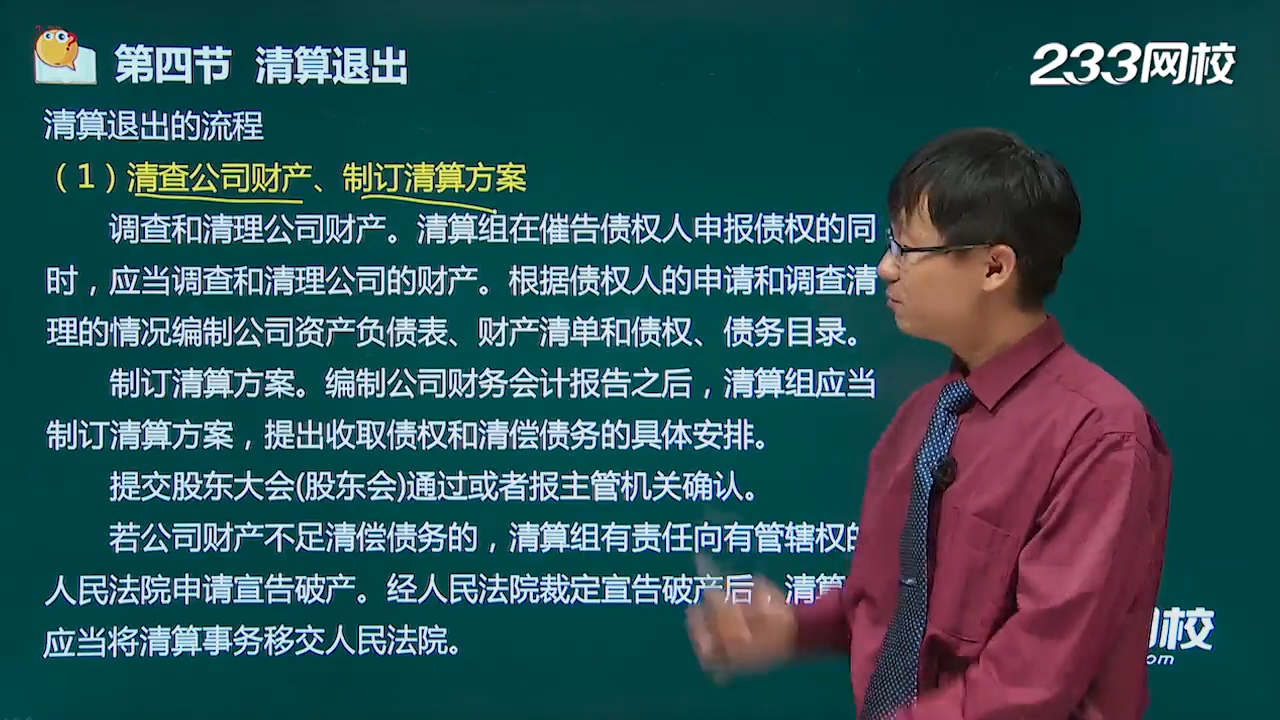 第四节 清算退出
233网校
清算退出的流程
（1）清查公司财产、制订清算方案
调查和清理公司财产。清算组在催告债权人申报债权的同
时，应当调查和清理公司的财产。根据债权人的申请和调查清
理的情况编制公司资产负债表、财产清单和债权、债务目录。
制订清算方案。编制公司财务会计报告之后，清算组应当
制订清算方案，提出收取债权和清偿债务的具体安排。
提交股东大会(股东会)通过或者报主管机关确认。
若公司财产不足清偿债务的，清算组有责任向有管辖权
人民法院申请宣告破产。经人民法院裁定宣告破产后，清算
应当将清算事务移交人民法院。
校
om